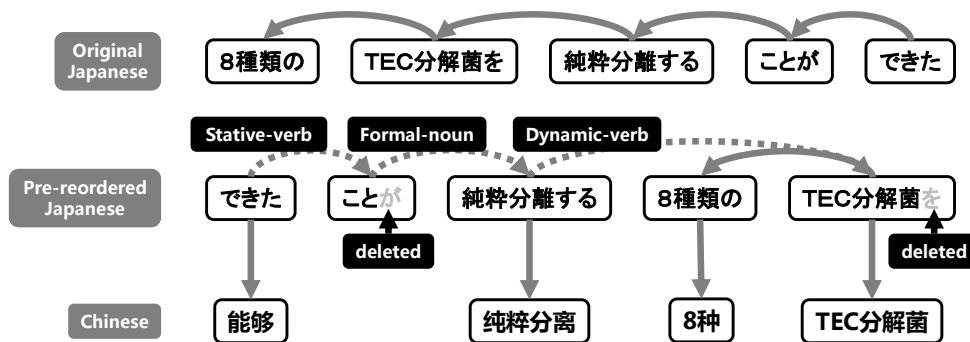 Original
Japanese
8種類の
TEC分解菌を
純粋分離する
ことが
できた
Stative-verb
Formal-noun
Dynamic-verb
Pre-reordered
Japanese
できた
ことが
純粋分離する
8種類の
TEC分解菌を
deleted
deleted
Chinese
能够
纯粹分离
8种
TEC分解菌